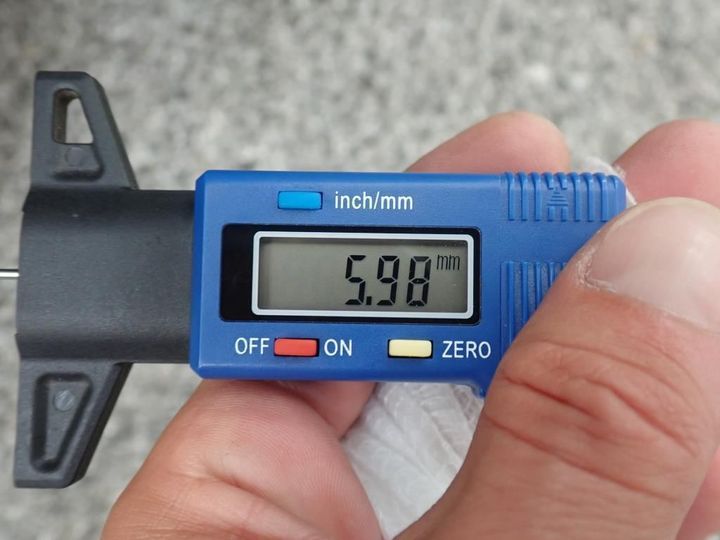 inch/mm
5.98 mm
OFF ON ZERO